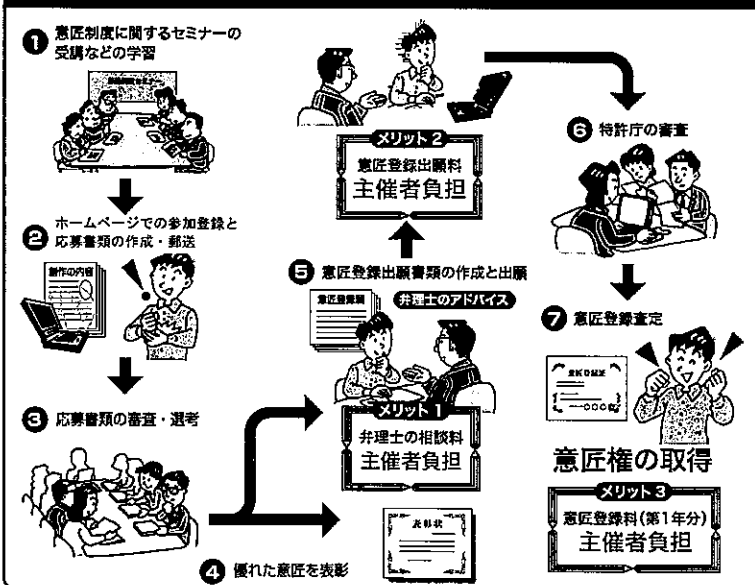 ❶ 意匠制度に関するセミナーの
受講などの学習
❷ ホームページでの参加登録と
応募書類の作成・郵送
創作の内容
❸ 応募書類の審査・選考
❹ 優れた意匠を表彰
表彰状
❺ 意匠登録出願書類の作成と出願
弁理士のアドバイス
意匠登録願
メリット1
弁理士の相談料
主催者負担
メリット2
意匠登録出願料
主催者負担
❻ 特許庁の審査
❼ 意匠登録査定
意匠権の取得
メリット3
意匠登録料(第1年分)
主催者負担